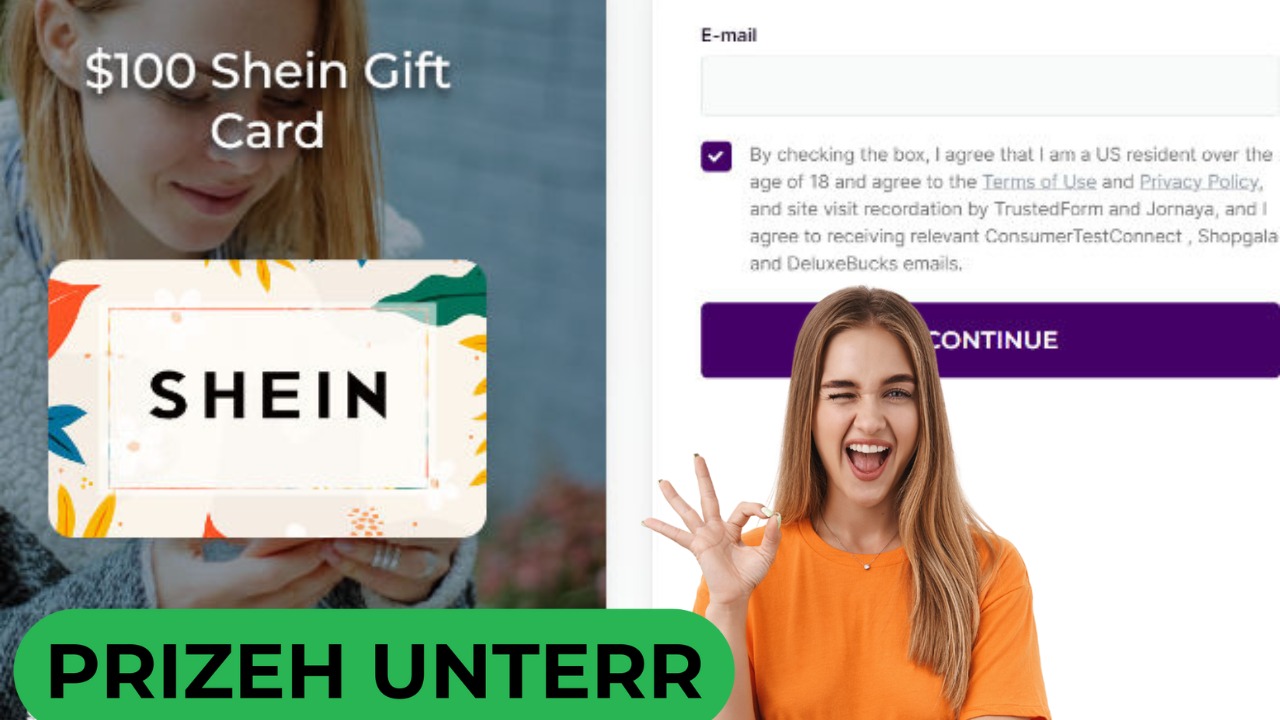 $100 Shein Gift
Card
SHEIN
E-mail
By checking the box, I agree that I am a US resident over the
age of 18 and agree to the Terms of Use and Privacy Policy,
and site visit recordation by TrustedForm and Jornaya, and I
agree to receiving relevant ConsumerTestConnect , Shopgala
and DeluxeBucks emails.
CONTINUE
PRIZEH UNTERR